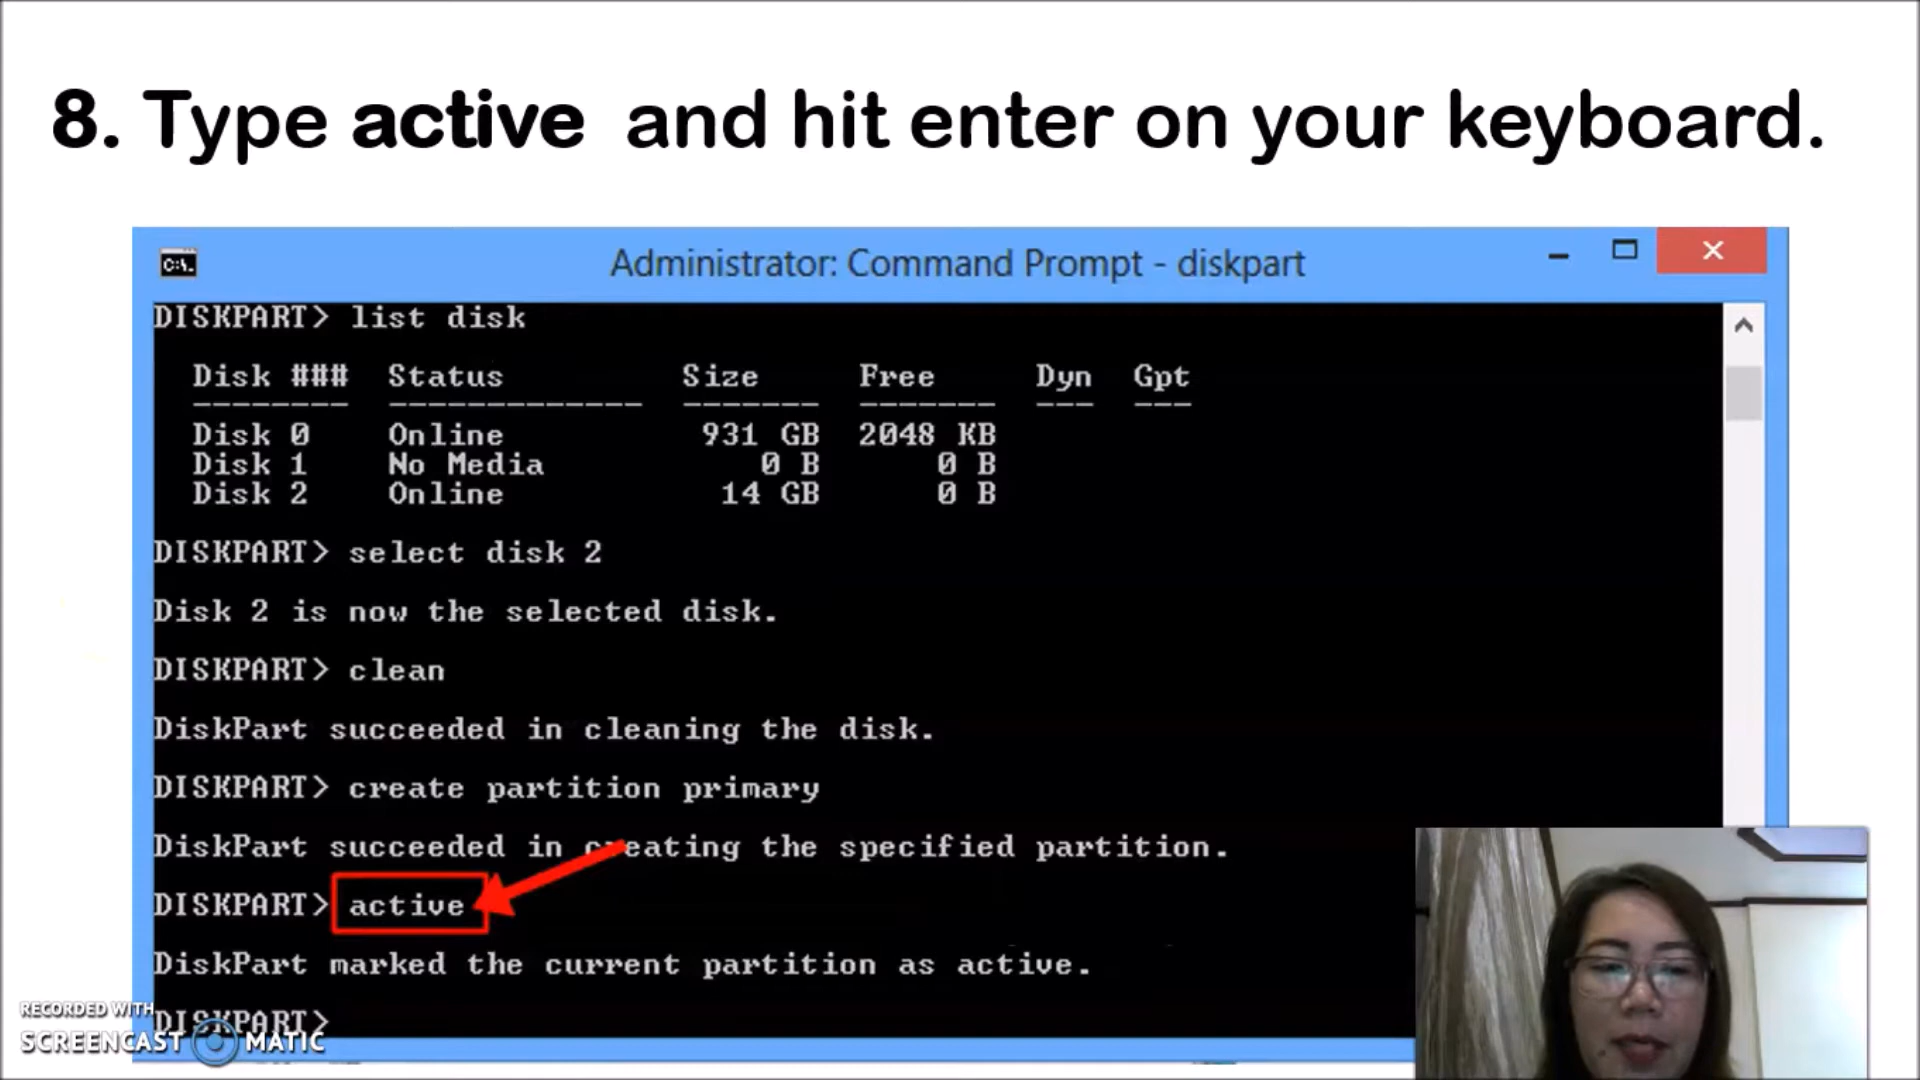 8. Type active and hit enter on your keyboard.
C:\.
Administrator: Command Prompt - diskpart
DISKPART> list disk
Disk ### Status Size Free Dyn Gpt
-------- ------------- ------- ------- --- ---
Disk 0 Online 931 GB 2048 KB
Disk 1 No Media 0 B 0 B
Disk 2 Online 14 GB 0 B
DISKPART> select disk 2
Disk 2 is now the selected disk.
DISKPART> clean
DiskPart succeeded in cleaning the disk.
DISKPART> create partition primary
DiskPart succeeded in creating the specified partition.
DISKPART> active
DiskPart marked the current partition as active.
DISKPART>
RECORDED WITH
SCREENCAST MATIC